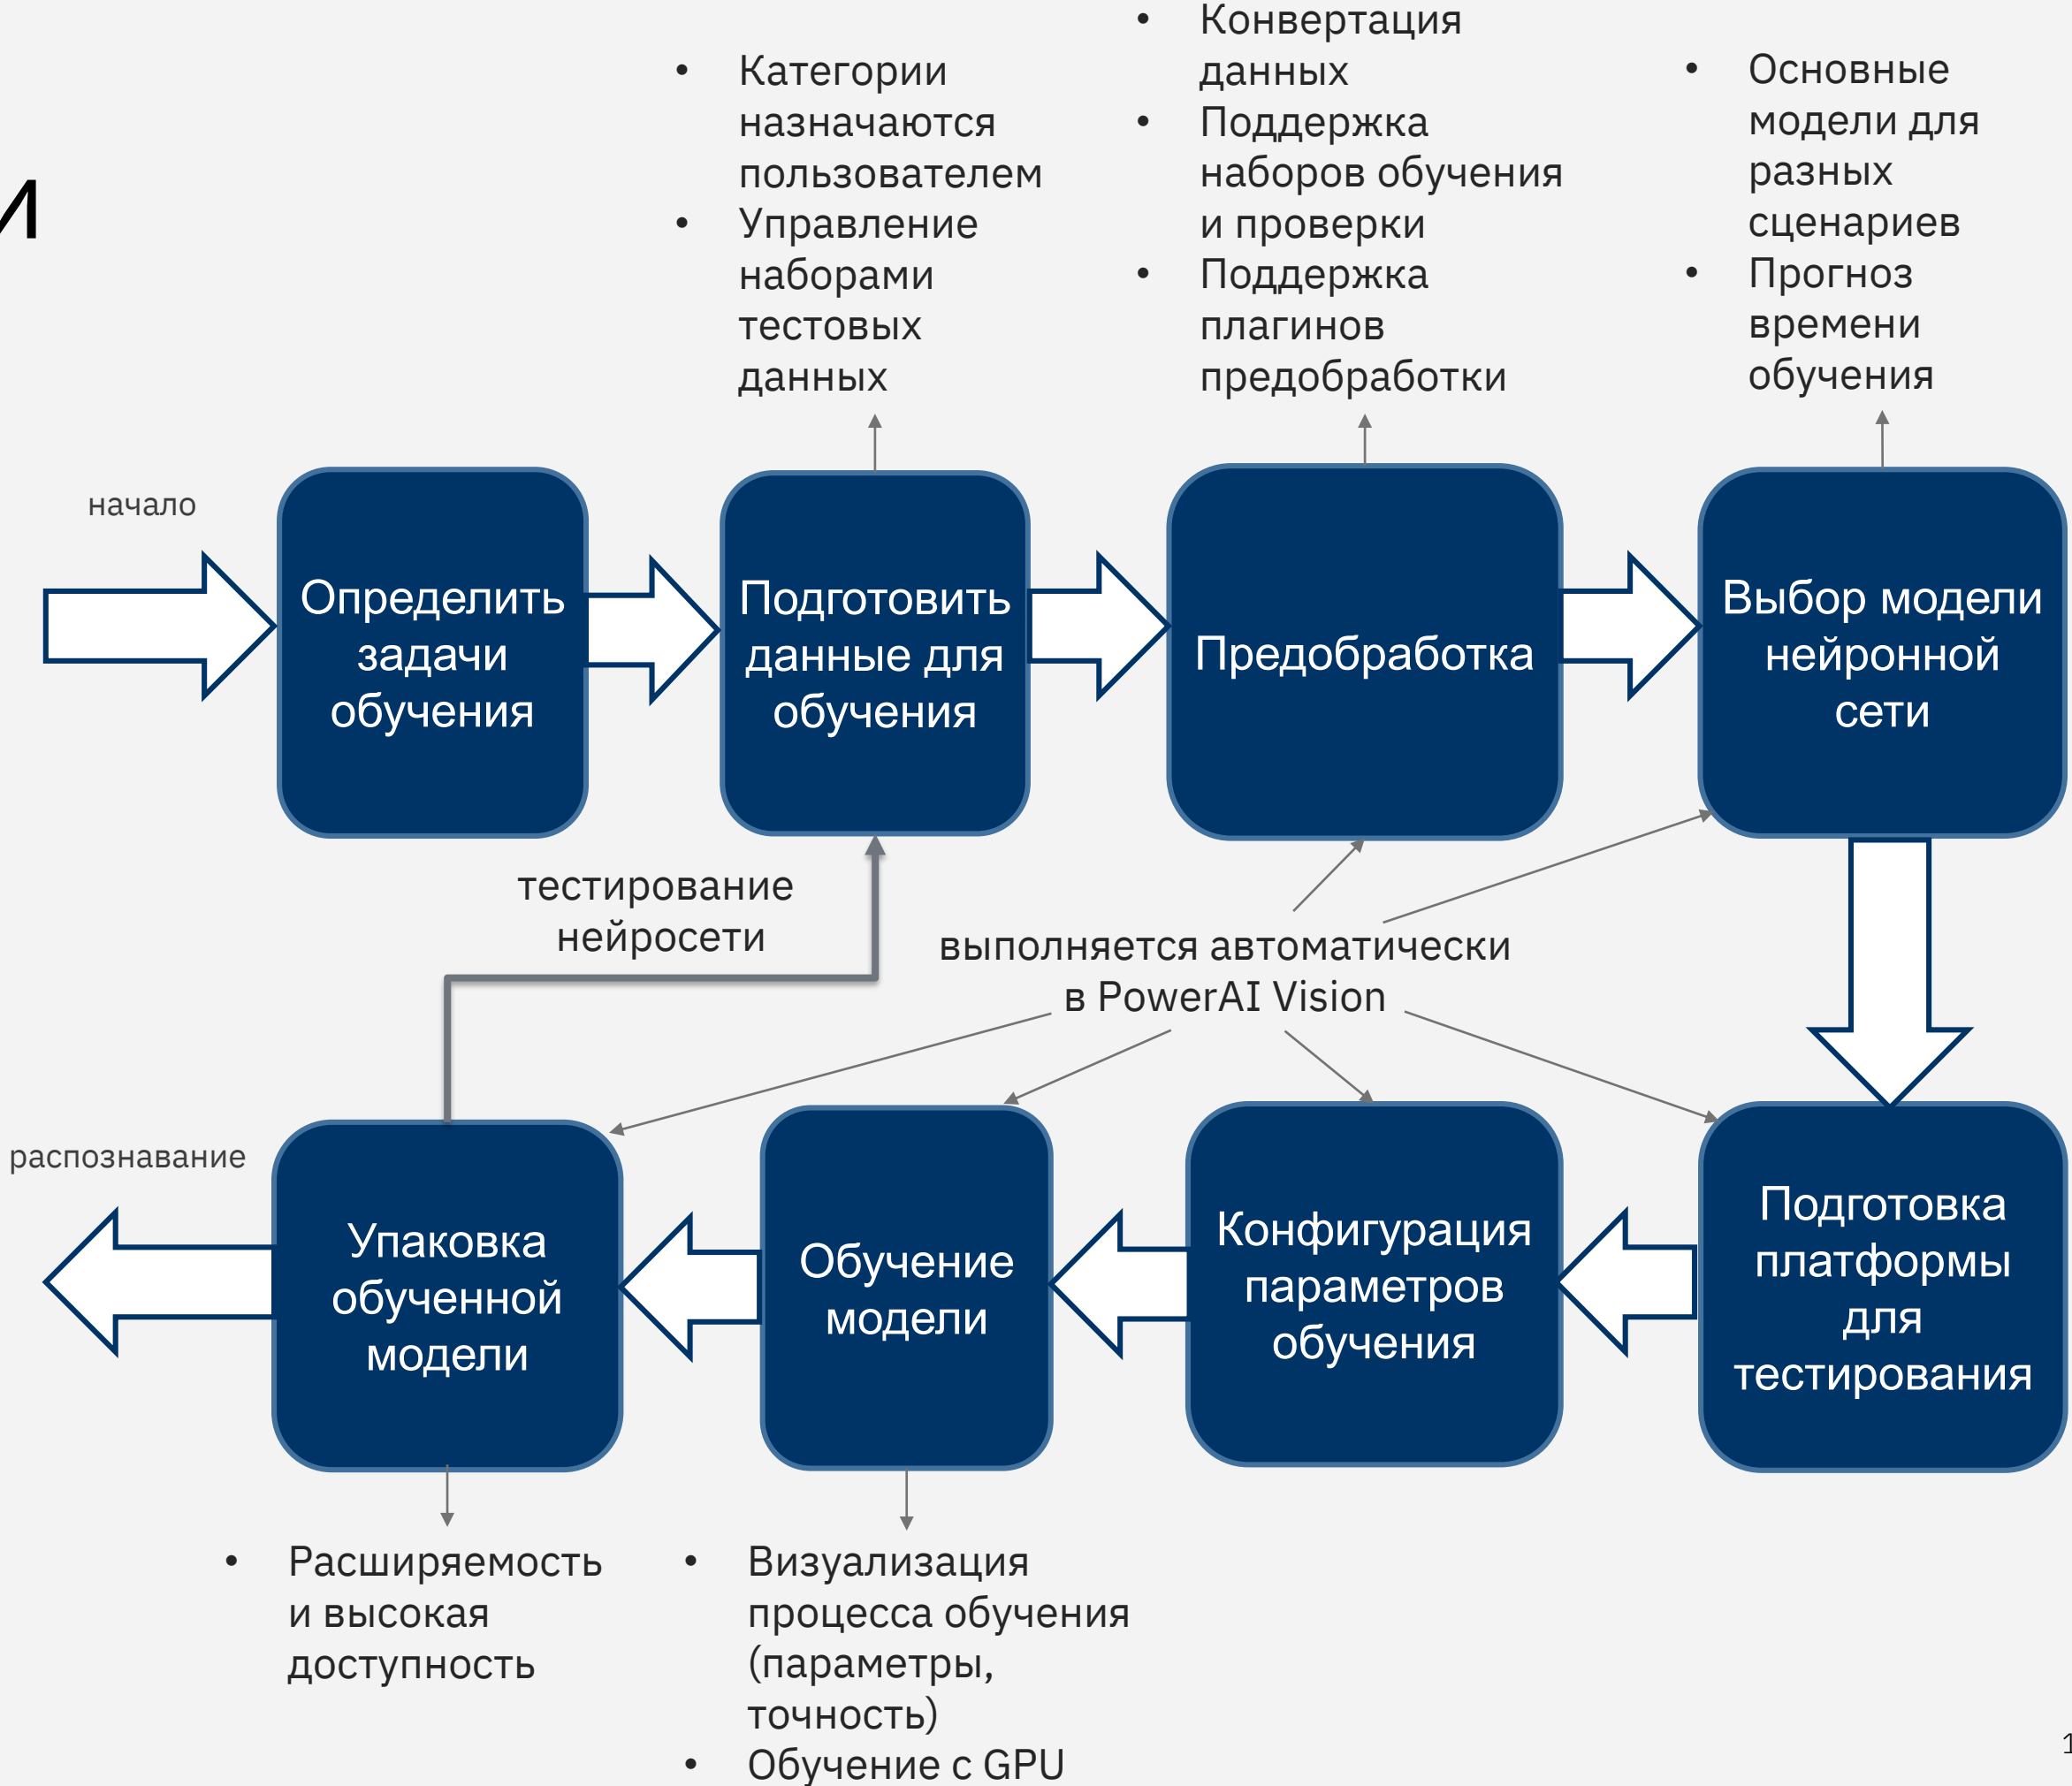 и
• Категории
назначаются
пользователем
• Управление
наборами
тестовых
данных
• Конвертация
данных
• Поддержка
наборов обучения
и проверки
• Поддержка
плагинов
предобработки
• Основные
модели для
разных
сценариев
• Прогноз
времени
обучения
начало
Определить
задачи
обучения
Подготовить
данные для
обучения
Предобработка
Выбор модели
нейронной
сети
тестирование
нейросети
выполняется автоматически
в PowerAI Vision
распознавание
Упаковка
обученной
модели
Обучение
модели
Конфигурация
параметров
обучения
Подготовка
платформы
для
тестирования
• Расширяемость
и высокая
доступность
• Визуализация
процесса обучения
(параметры,
точность)
• Обучение с GPU
1